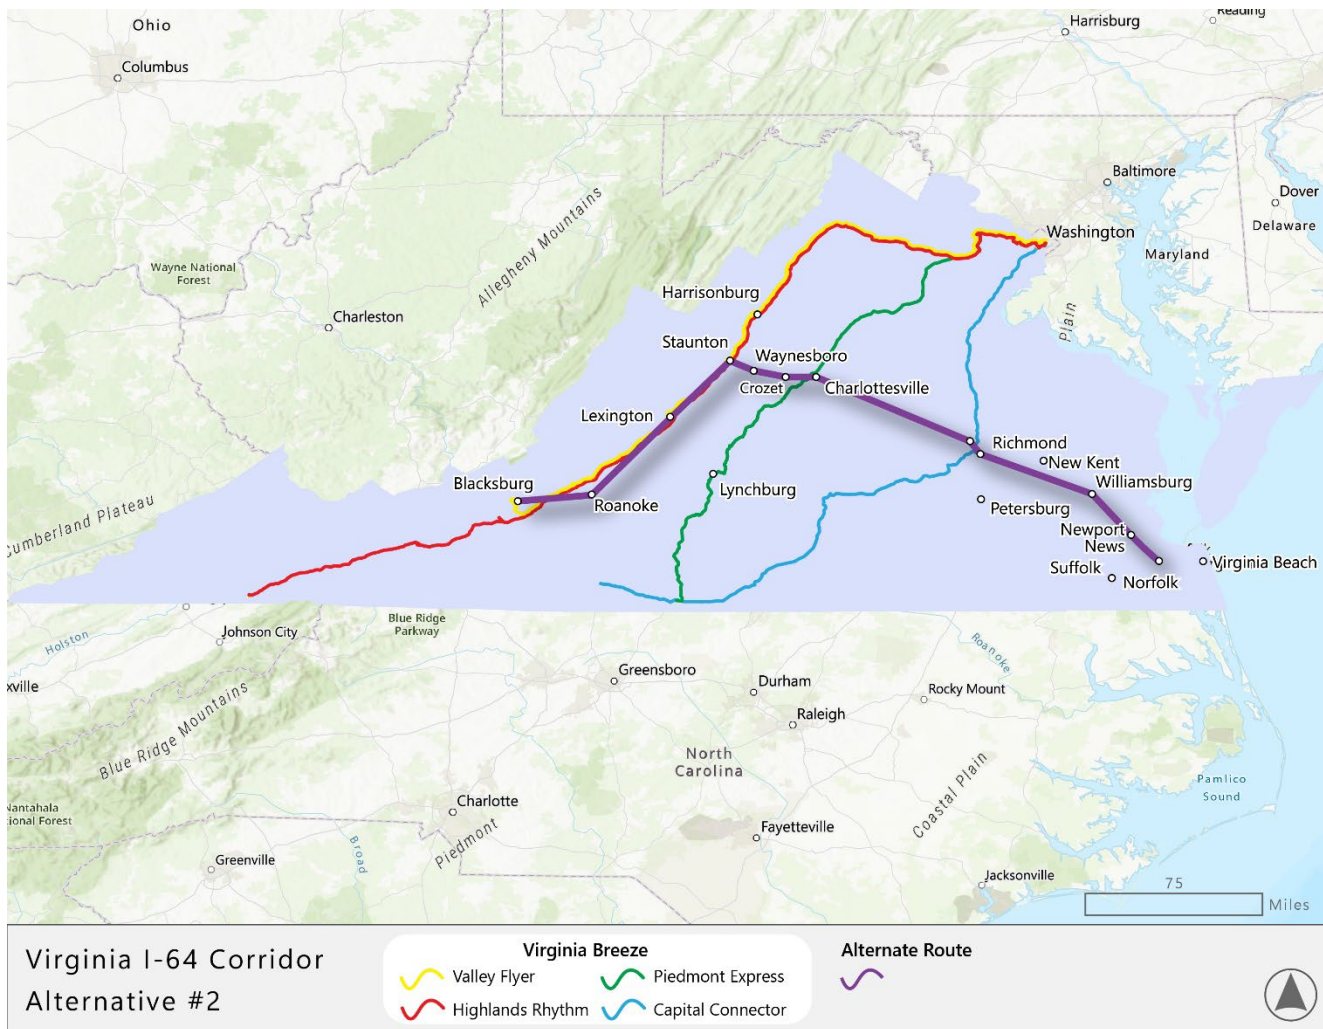 Ohio
Harrisburg
Reading
Columbus
Baltimore
Dover
Delaware
Washington
Maryland
Allegheny Mountains
Wayne National
Forest
Plain
Harrisonburg
Charleston
Staunton
Waynesboro
Crozet
Charlottesville
Lexington
Richmond
New Kent
Blacksburg
Lynchburg
Williamsburg
Roanoke
Petersburg
Cumberland Plateau
Newport
News
Virginia Beach
Suffolk
Norfolk
Blue Ridge
Parkway
Johnson City
Holston
Roanoke
Greensboro
Durham
Rocky Mount
xville
Raleigh
Blue Ridge Mountains
North
Carolina
Coastal Plain
Pamlico
Sound
Nantahala
ional Forest
Charlotte
Piedmont
Fayetteville
Broad
Greenville
Jacksonville
75
Miles
Virginia I-64 Corridor
Alternative #2
Virginia Breeze
Valley Flyer
Piedmont Express
Highlands Rhythm
Capital Connector
Alternate Route